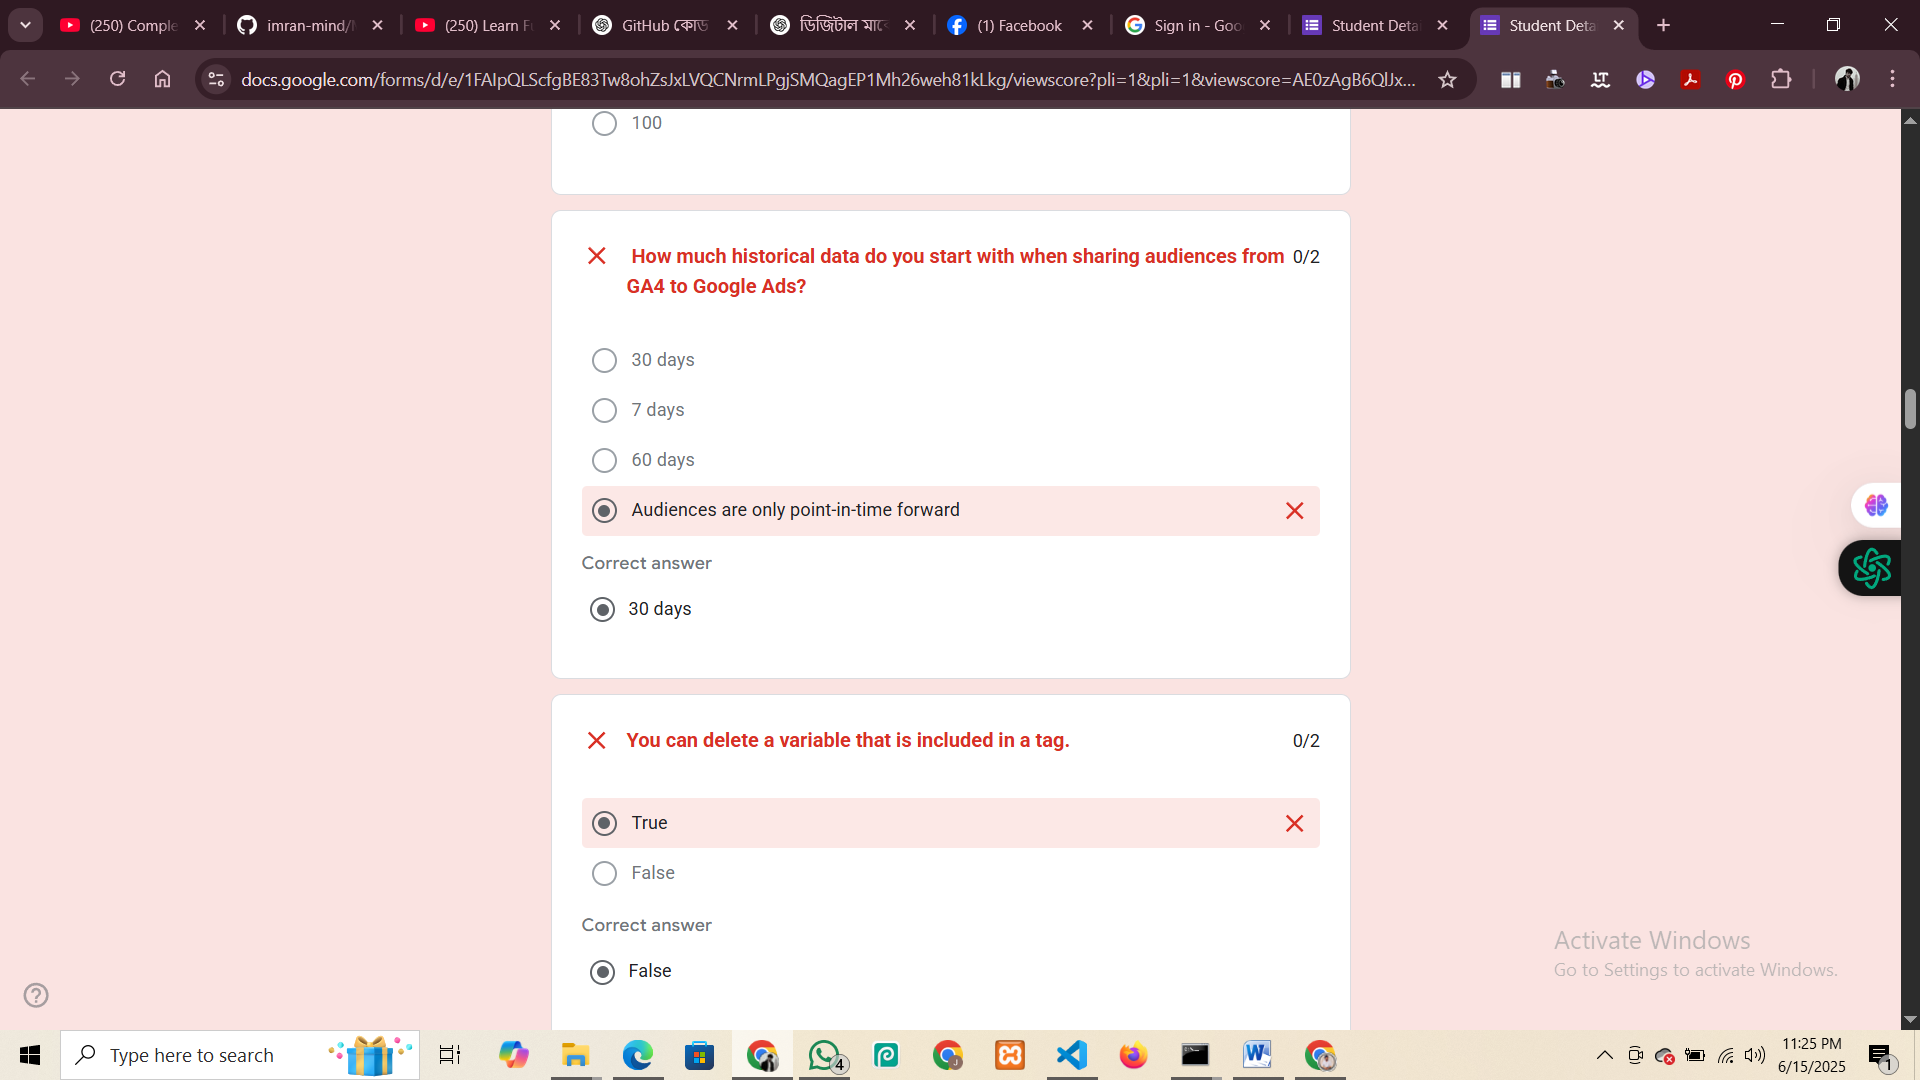 (250) Comple
imran-mind/
(250) Learn F
GitHub কোড
ডিজিটাল মাকে
(1) Facebook
Sign in - Goo
Student Deta
Student Deta
docs.google.com/forms/d/e/1FAIpQLScfgBE83Tw8ohZsJxLVQCNrmLPgjSMQagEP1Mh26weh81kLkg/viewscore?pli=1&pli=1&viewscore=AE0zAgB6QlJx...
100
How much historical data do you start with when sharing audiences from 0/2
GA4 to Google Ads?
30 days
7 days
60 days
Audiences are only point-in-time forward
Correct answer
30 days
You can delete a variable that is included in a tag. 0/2
True
False
Correct answer
False
Activate Windows
Go to Settings to activate Windows.
Type here to search
4
11:25 PM
6/15/2025
1